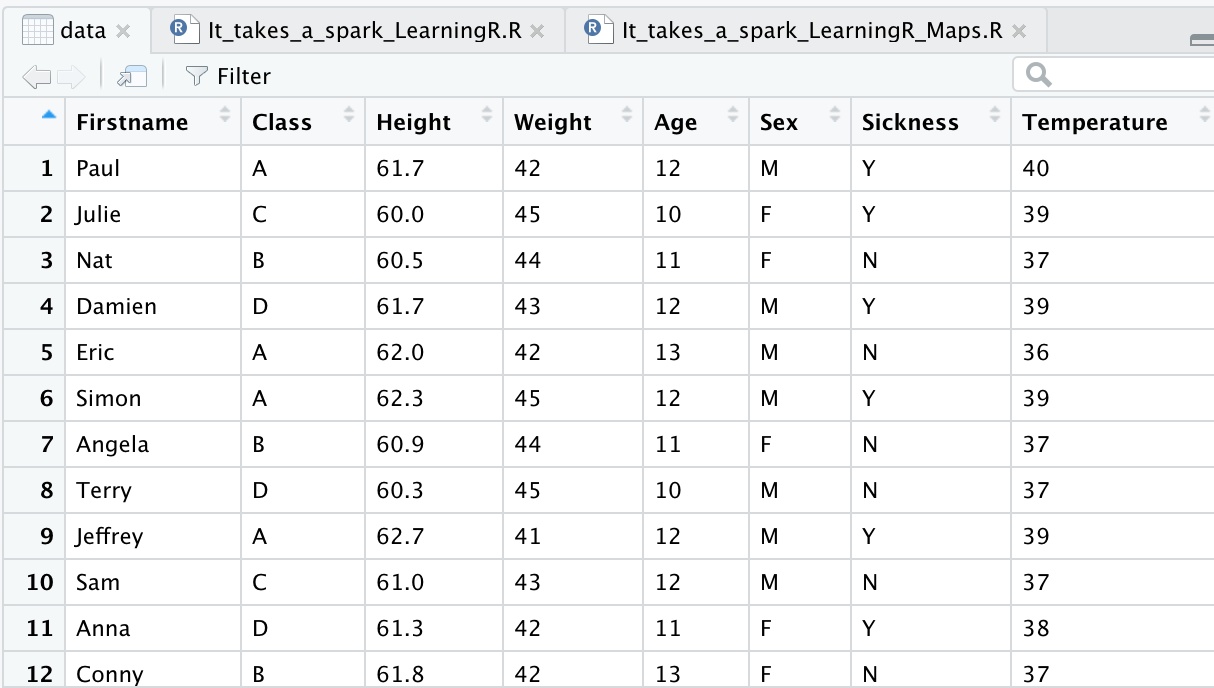 data It_takes_a_spark_LearningR.R It_takes_a_spark_LearningR_Maps.R
Filter
Firstname Class Height Weight Age Sex Sickness Temperature
1 Paul A 61.7 42 12 M Y 40
2 Julie C 60.0 45 10 F Y 39
3 Nat B 60.5 44 11 F N 37
4 Damien D 61.7 43 12 M Y 39
5 Eric A 62.0 42 13 M N 36
6 Simon A 62.3 45 12 M Y 39
7 Angela B 60.9 44 11 F N 37
8 Terry D 60.3 45 10 M N 37
9 Jeffrey A 62.7 41 12 M Y 39
10 Sam C 61.0 43 12 M N 37
11 Anna D 61.3 42 11 F Y 38
12 Conny B 61.8 42 13 F N 37